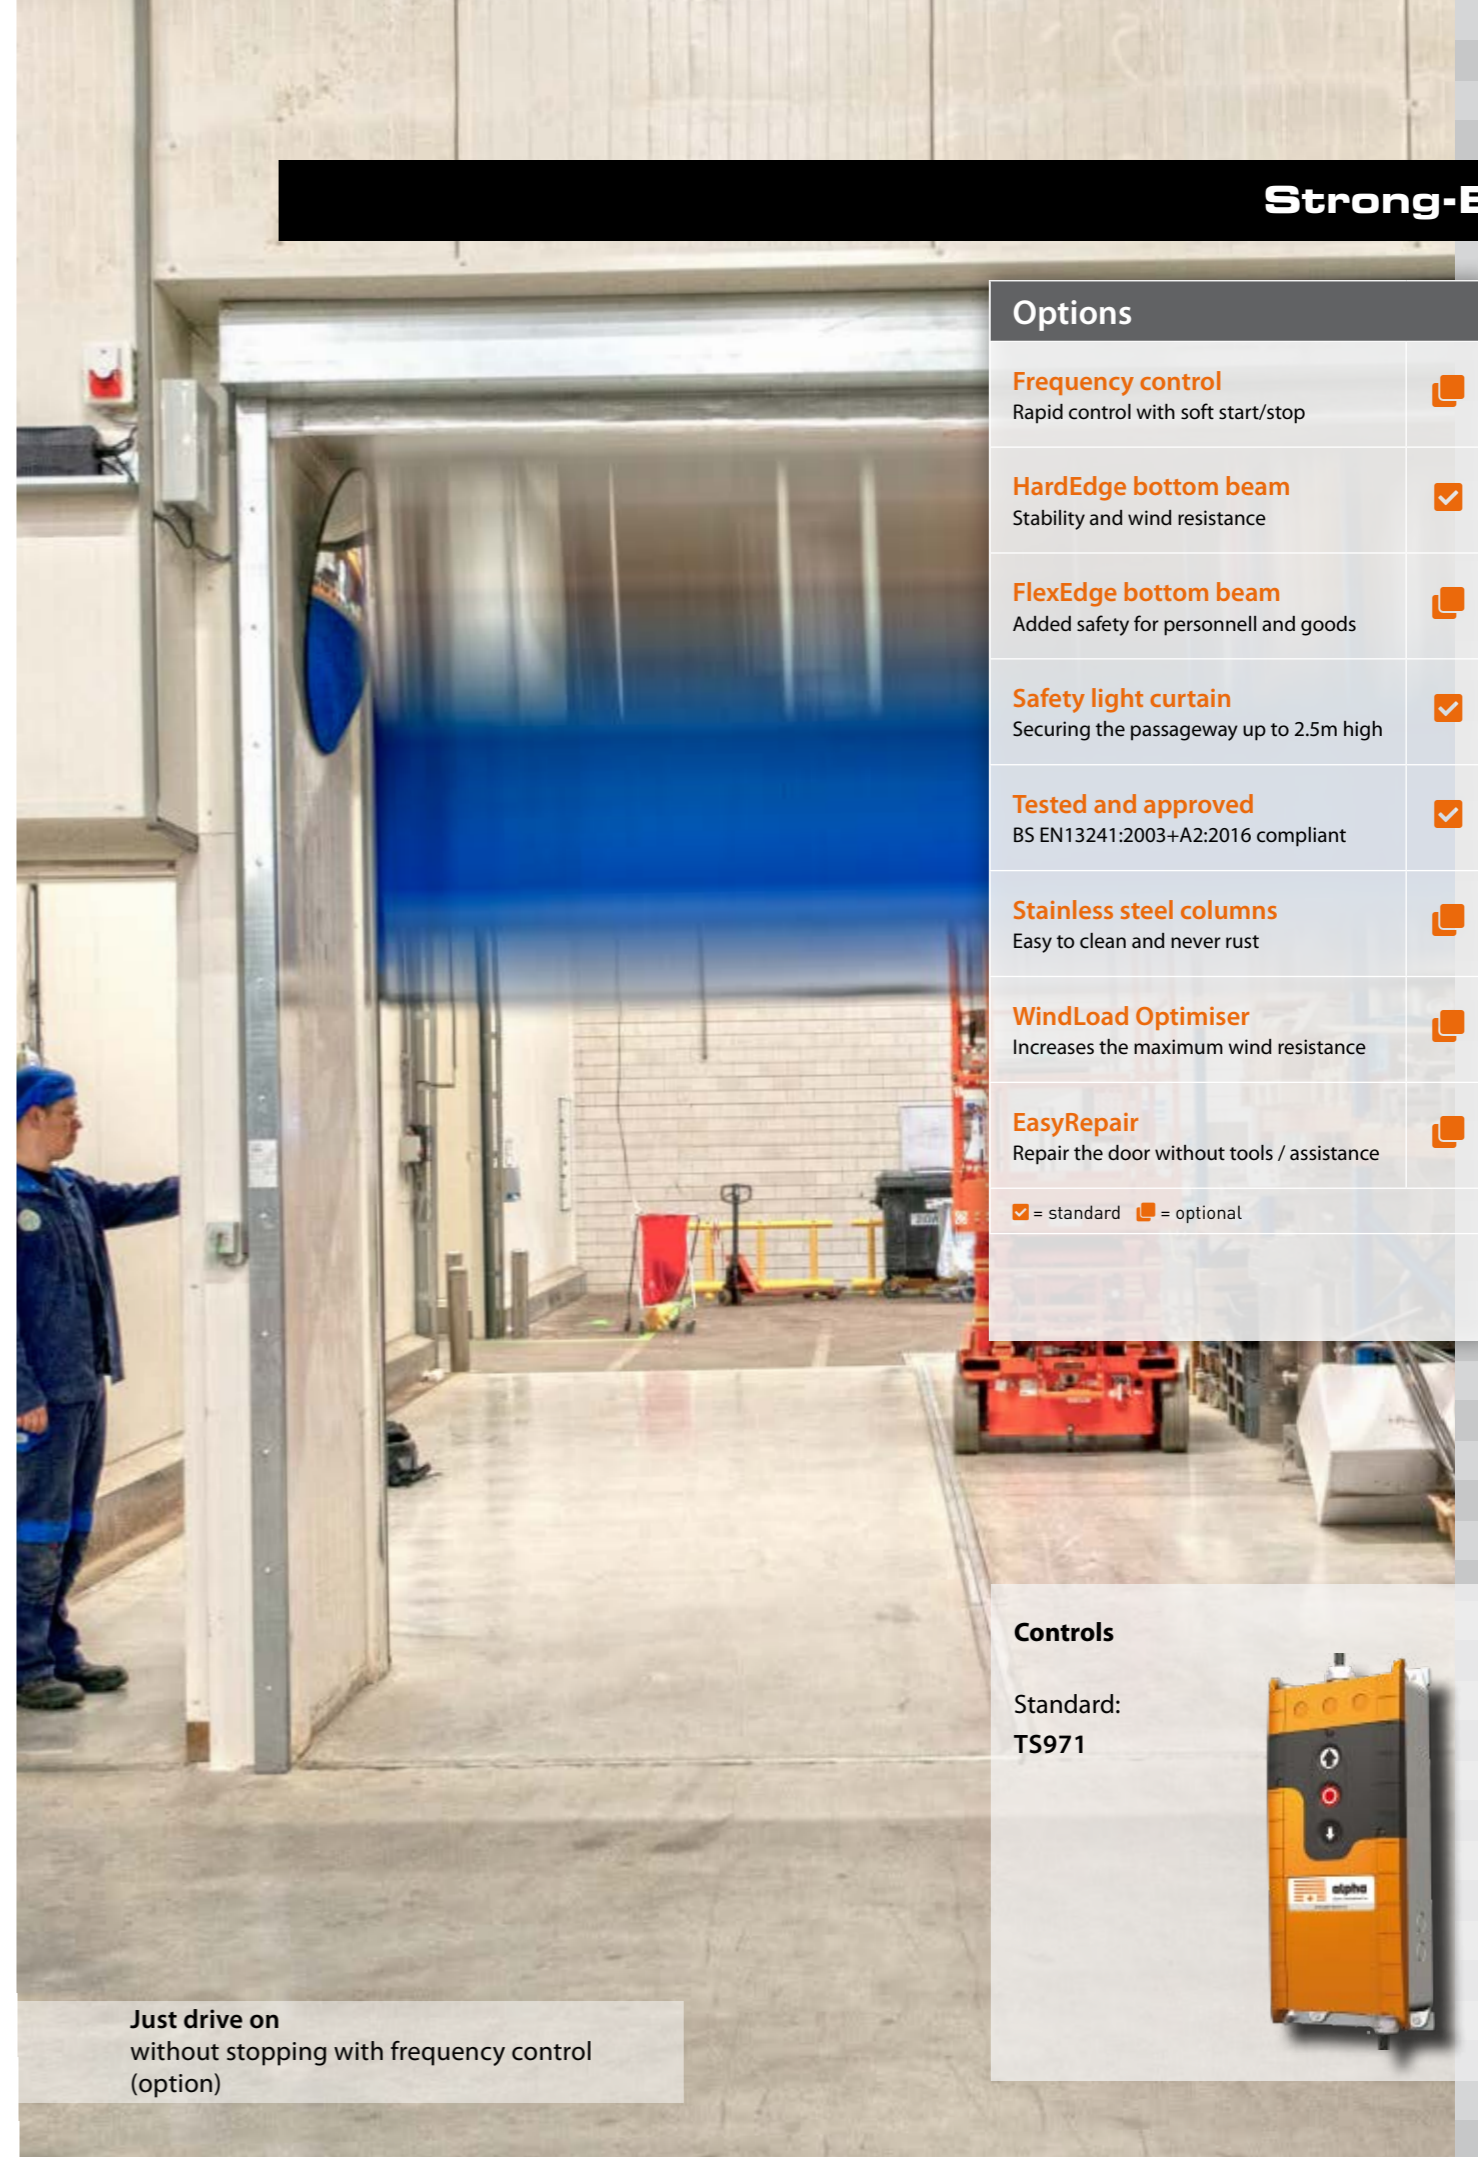 Strong-E
Options
Frequency control
Rapid control with soft start/stop
HardEdge bottom beam
Stability and wind resistance
FlexEdge bottom beam
Added safety for personnell and goods
Safety light curtain
Securing the passageway up to 2.5m high
Tested and approved
BS EN13241:2003+A2:2016 compliant
Stainless steel columns
Easy to clean and never rust
WindLoad Optimiser
Increases the maximum wind resistance
EasyRepair
Repair the door without tools / assistance
= standard = optional
Controls
Standard:
TS971
alpha
Just drive on
without stopping with frequency control
(option)